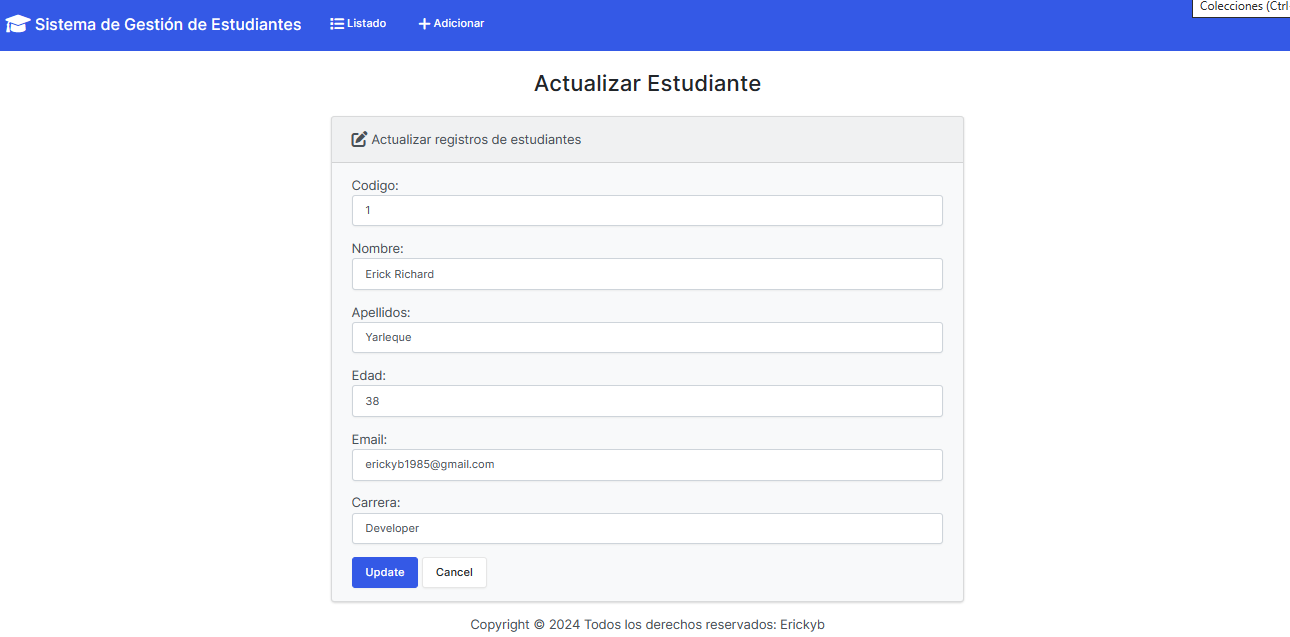 Sistema de Gestión de Estudiantes Listado Adicionar
Colecciones (Ctrl
Actualizar Estudiante
Actualizar registros de estudiantes
Codigo:
1
Nombre:
Erick Richard
Apellidos:
Yarleque
Edad:
38
Email:
erickyb1985@gmail.com
Carrera:
Developer
Update Cancel
Copyright © 2024 Todos los derechos reservados: Erickyb